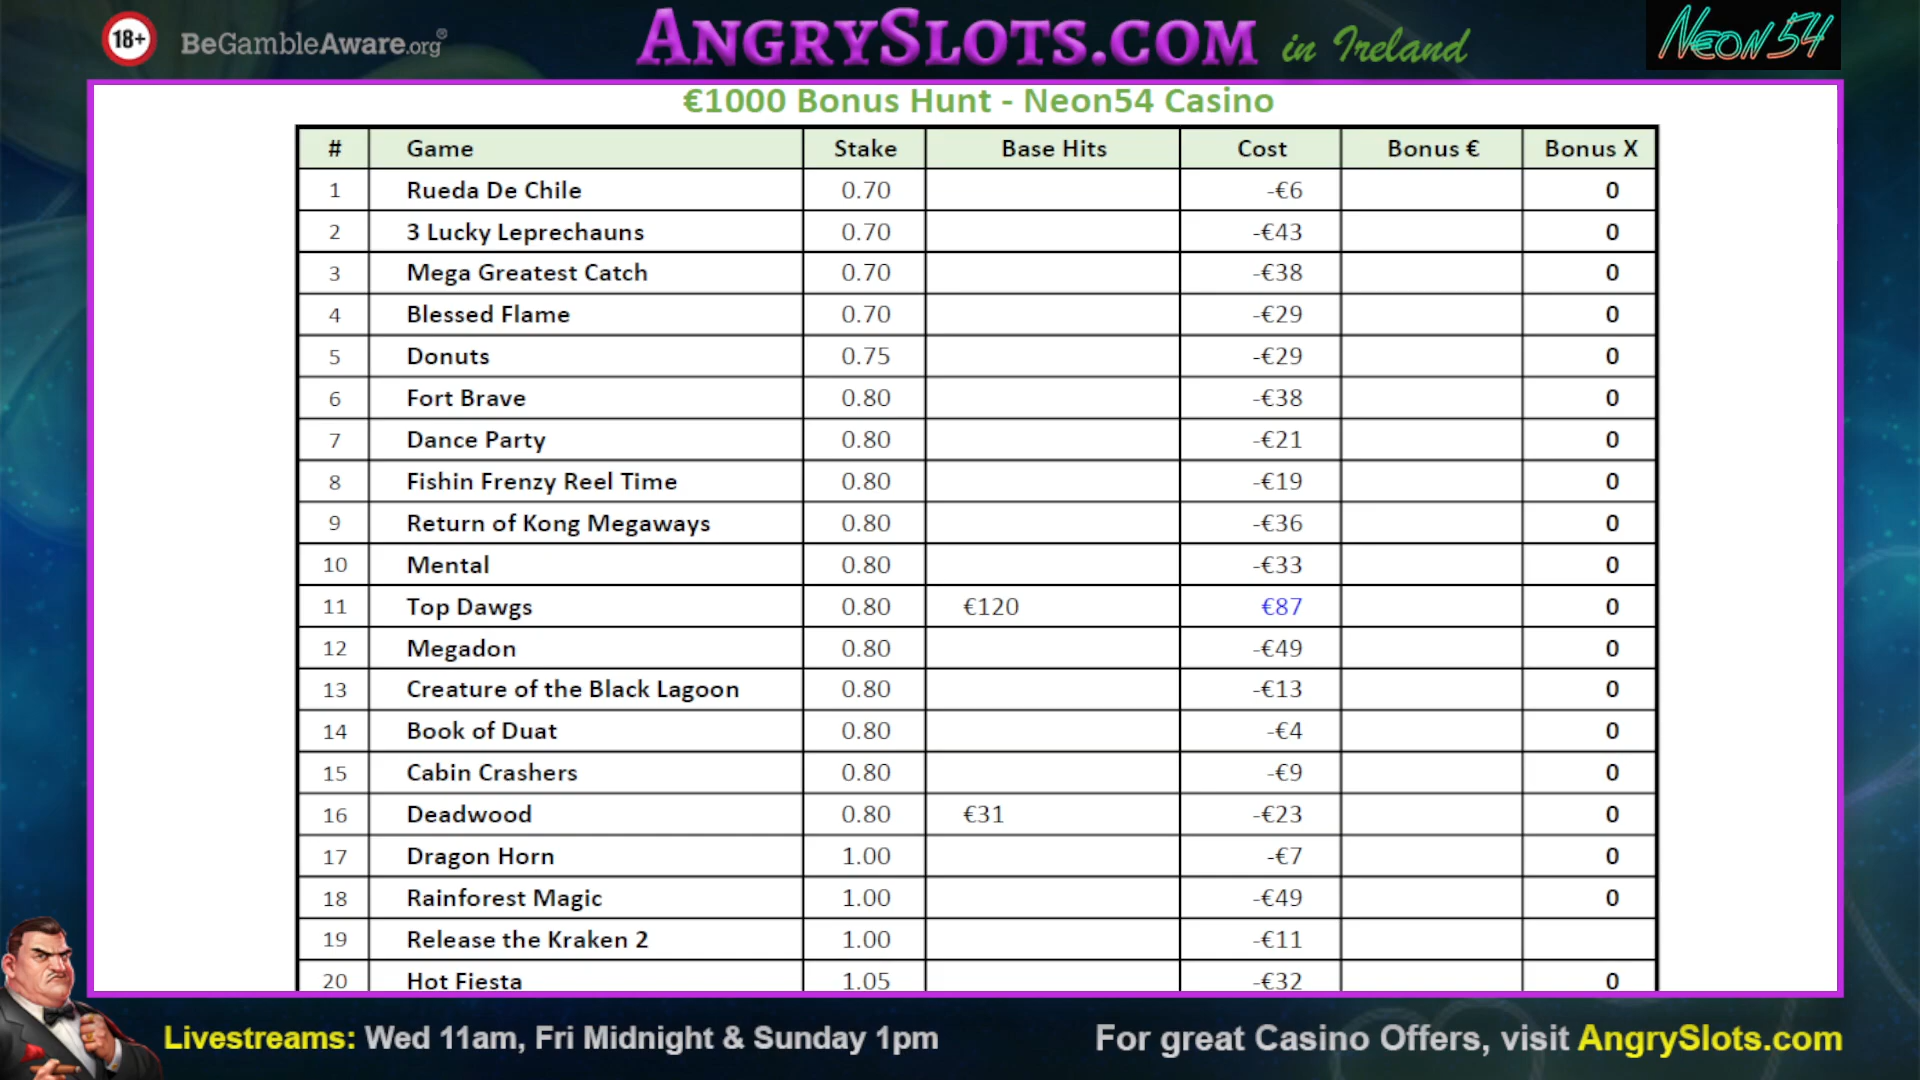 18+ BeGambleAware.org® ANGRYSLOTS.COM in Ireland NEON54
€1000 Bonus Hunt - Neon54 Casino
# Game Stake Base Hits Cost Bonus € Bonus X
1 Rueda De Chile 0.70 -€6 0
2 3 Lucky Leprechauns 0.70 -€43 0
3 Mega Greatest Catch 0.70 -€38 0
4 Blessed Flame 0.70 -€29 0
5 Donuts 0.75 -€29 0
6 Fort Brave 0.80 -€38 0
7 Dance Party 0.80 -€21 0
8 Fishin Frenzy Reel Time 0.80 -€19 0
9 Return of Kong Megaways 0.80 -€36 0
10 Mental 0.80 -€33 0
11 Top Dawgs 0.80 €120 €87 0
12 Megadon 0.80 -€49 0
13 Creature of the Black Lagoon 0.80 -€13 0
14 Book of Duat 0.80 -€4 0
15 Cabin Crashers 0.80 -€9 0
16 Deadwood 0.80 €31 -€23 0
17 Dragon Horn 1.00 -€7 0
18 Rainforest Magic 1.00 -€49 0
19 Release the Kraken 2 1.00 -€11
20 Hot Fiesta 1.05 -€32 0
Livestreams: Wed 11am, Fri Midnight & Sunday 1pm For great Casino Offers, visit AngrySlots.com